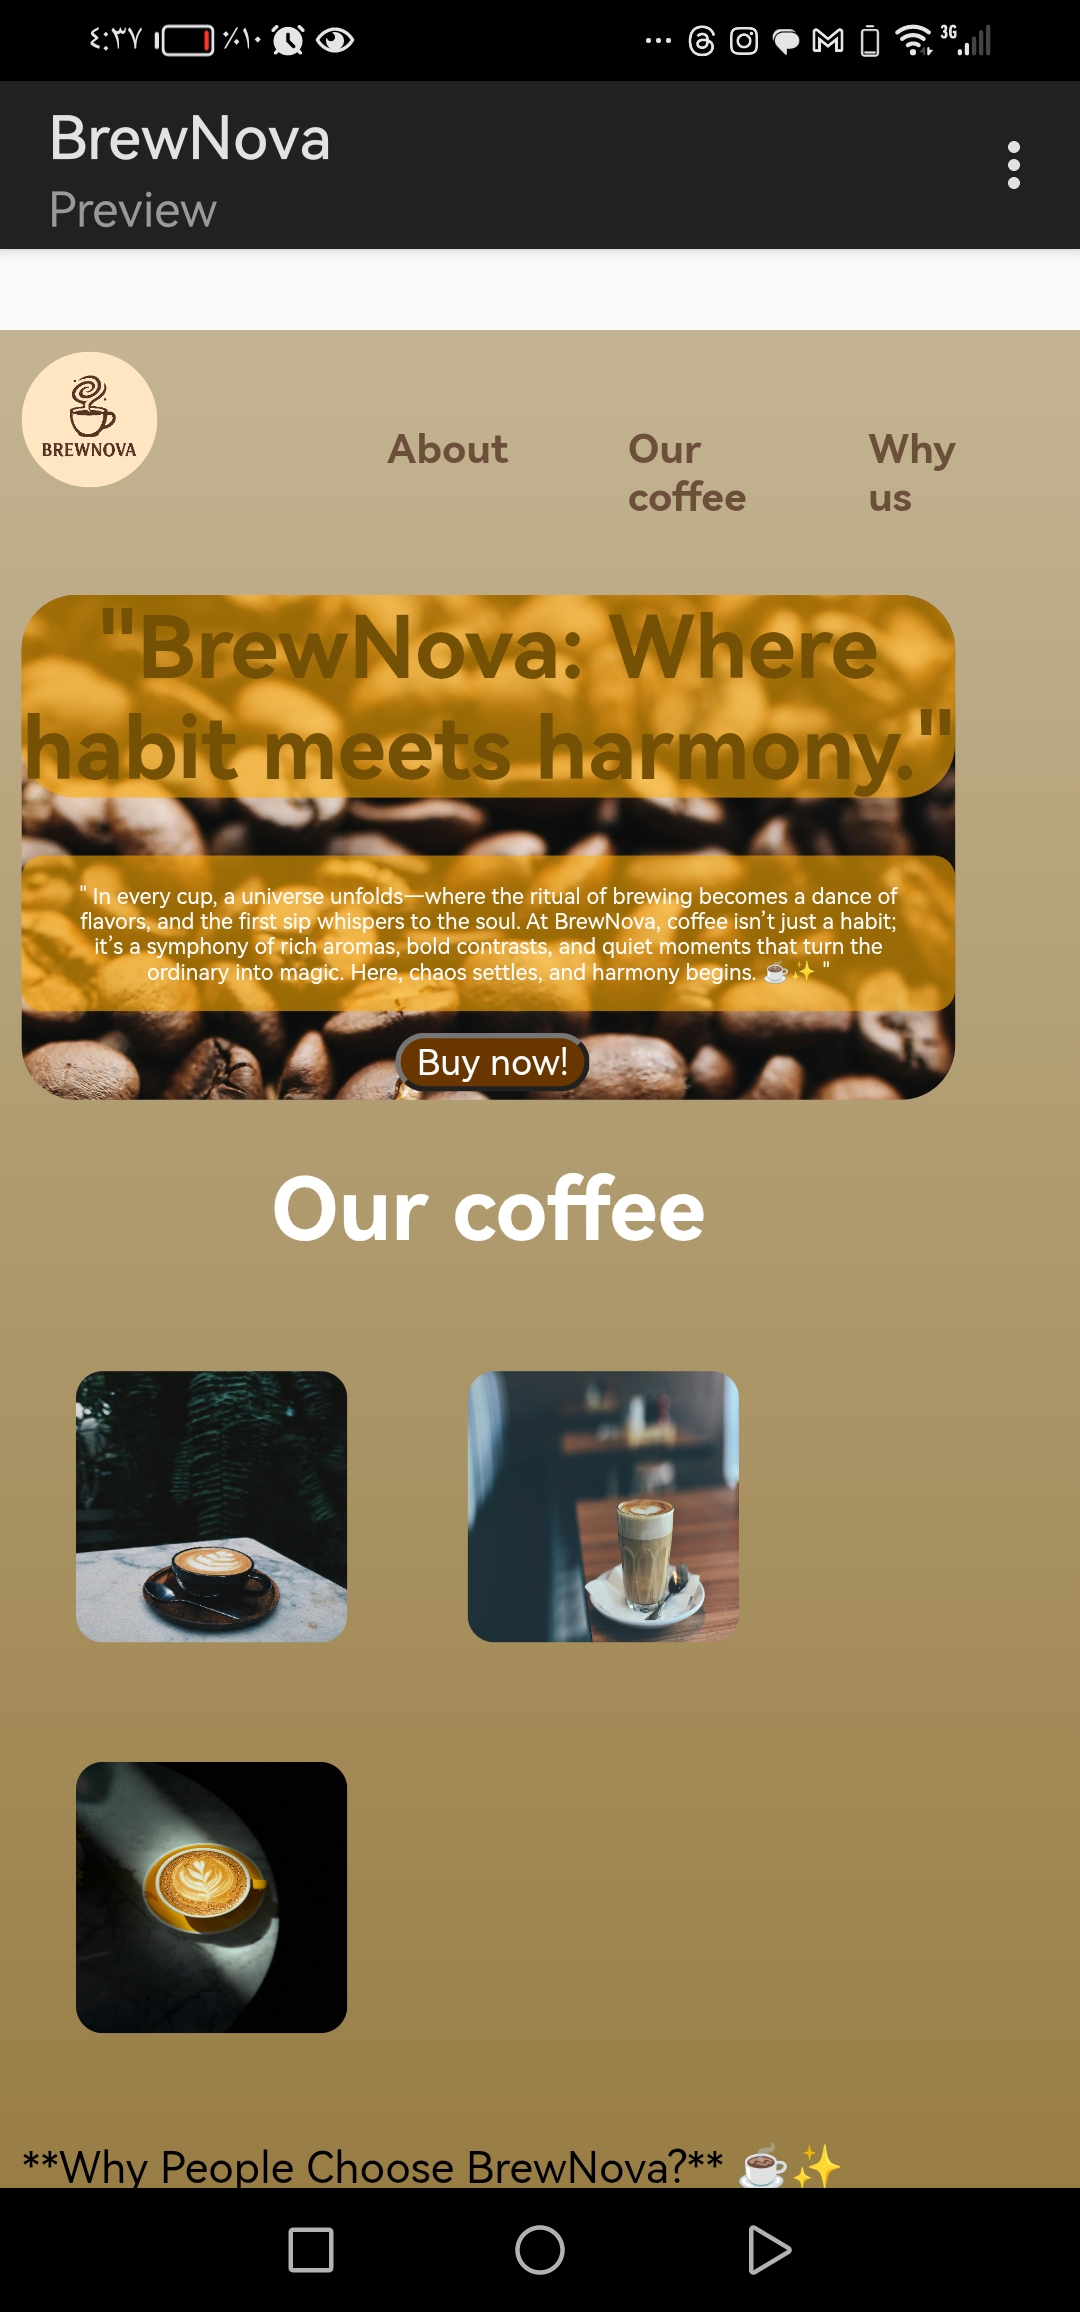 ٤:٣٧ ٪١٠ 3G
BrewNova
Preview
BREWNOVA
About
Our
coffee
Why
us
"BrewNova: Where
habit meets harmony."
" In every cup, a universe unfolds—where the ritual of brewing becomes a dance of
flavors, and the first sip whispers to the soul. At BrewNova, coffee isn’t just a habit;
it’s a symphony of rich aromas, bold contrasts, and quiet moments that turn the
ordinary into magic. Here, chaos settles, and harmony begins. ☕✨ "
Buy now!
Our coffee
**Why People Choose BrewNova?** ☕✨